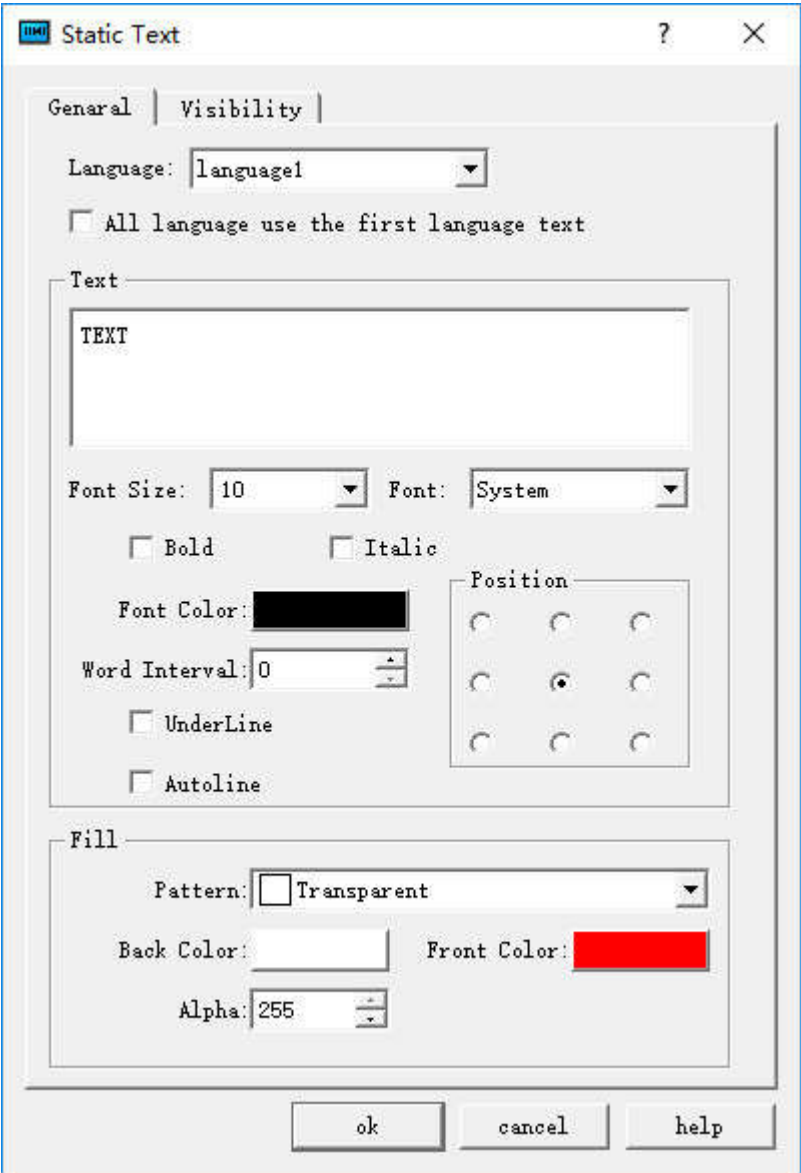 Static Text ?
Genaral Visibility
Language: language1
All language use the first language text
Text
TEXT
Font Size: 10 Font: System
Bold Italic
Position
Font Color:
Word Interval: 0
UnderLine
Autoline
Fill
Pattern: Transparent
Back Color: Front Color:
Alpha: 255
ok cancel help